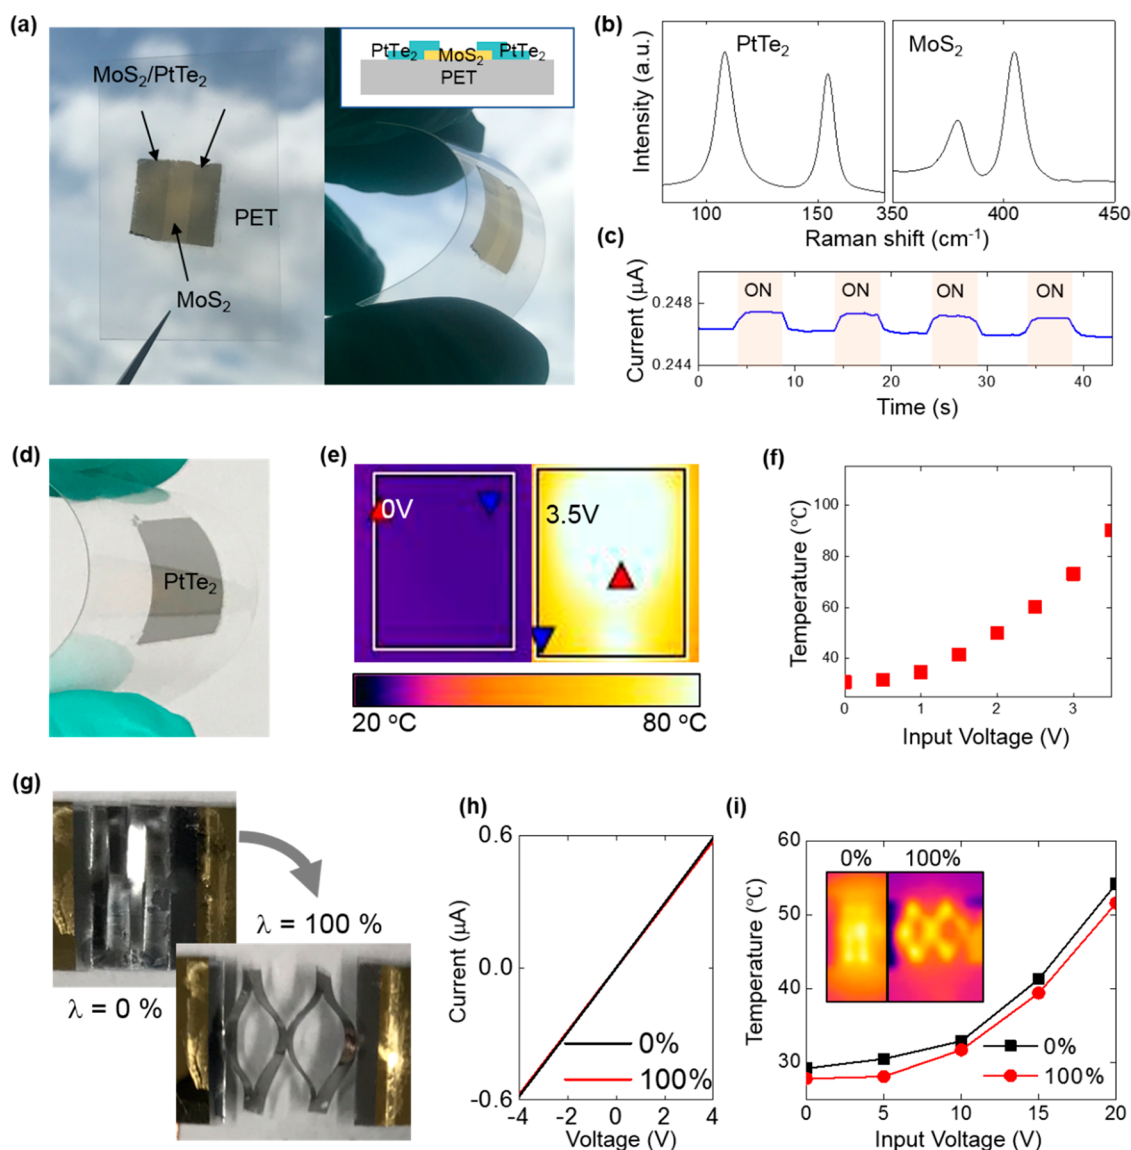 (a)
MoS2/PtTe2
PET
MoS2
PtTe2 MoS2 PtTe2
PET
(b)
Intensity (a.u.)
PtTe2
MoS2
100 150 350 400 450
Raman shift (cm-1)
(c)
Current (μA)
0.248
0.244
ON ON ON ON
0 10 20 30 40
Time (s)
(d)
PtTe2
(e)
0V
3.5V
20 oC 80 oC
(f)
Temperature (℃)
100
80
60
40
0 1 2 3
Input Voltage (V)
(g)
λ = 100 %
λ = 0 %
(h)
Current (μA)
0.6
0.0
-0.6
0%
100%
-4 -2 0 2 4
Voltage (V)
(i)
Temperature (℃)
60
50
40
30
0% 100%
0%
100%
0 5 10 15 20
Input Voltage (V)